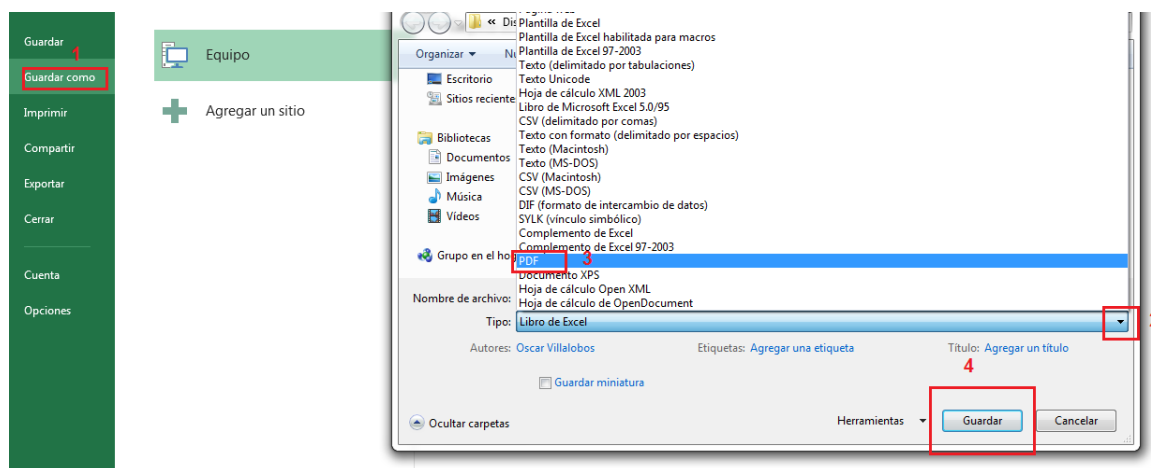 Guardar
1
Guardar como
Imprimir
Compartir
Exportar
Cerrar
Cuenta
Opciones
Equipo
Agregar un sitio
« Dis
Organizar
Escritorio
Sitios reciente
Bibliotecas
Documentos
Imágenes
Música
Vídeos
Grupo en el hog
Plantilla de Excel
Plantilla de Excel habilitada para macros
Plantilla de Excel 97-2003
Texto (delimitado por tabulaciones)
Texto Unicode
Hoja de cálculo XML 2003
Libro de Microsoft Excel 5.0/95
CSV (delimitado por comas)
Texto con formato (delimitado por espacios)
Texto (Macintosh)
Texto (MS-DOS)
CSV (Macintosh)
CSV (MS-DOS)
DIF (formato de intercambio de datos)
SYLK (vínculo simbólico)
Complemento de Excel
Complemento de Excel 97-2003
PDF 3
Documento XPS
Hoja de cálculo Open XML
Hoja de cálculo de OpenDocument
Nombre de archivo:
Tipo: Libro de Excel
Autores: Oscar Villalobos Etiquetas: Agregar una etiqueta Título: Agregar un título
4
Guardar miniatura
Ocultar carpetas Herramientas Guardar Cancelar